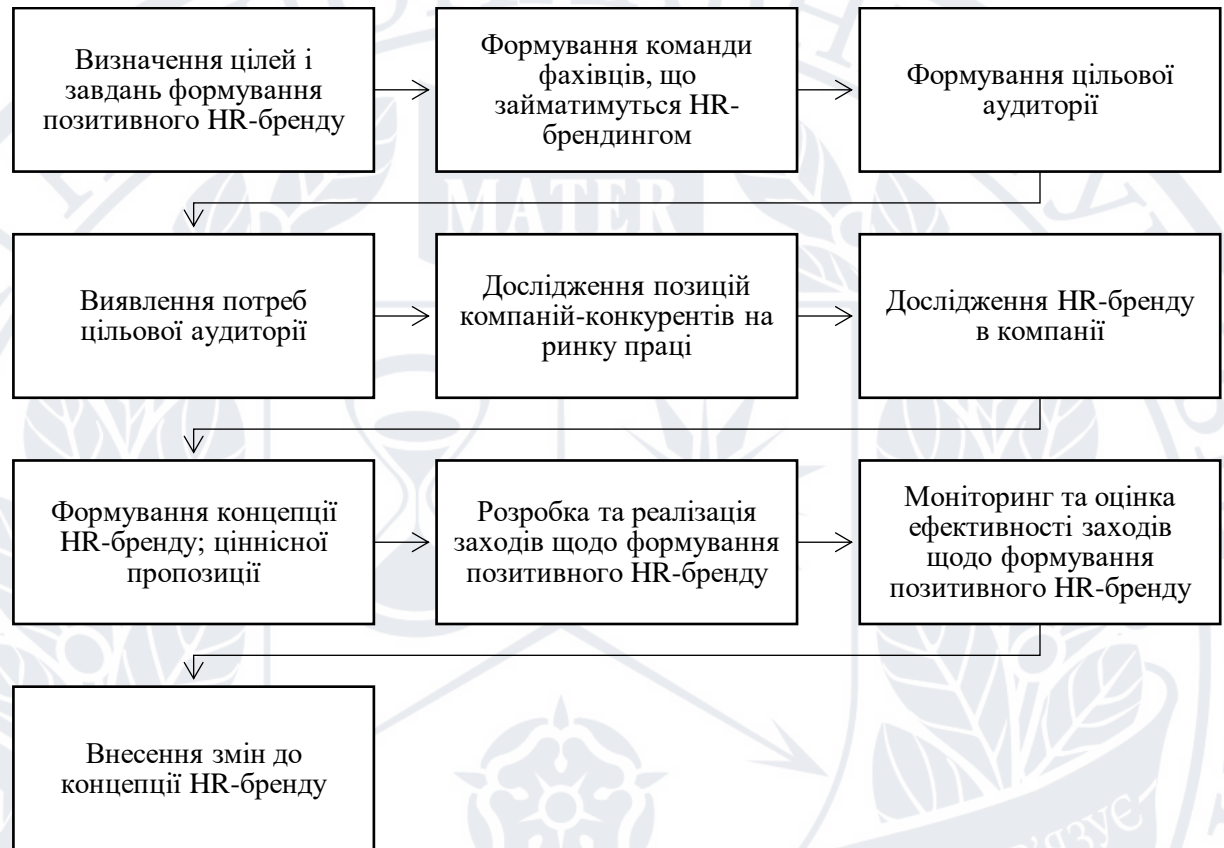 Визначення цілей і
завдань формування
позитивного HR-бренду
Формування команди
фахівців, що
займатимуться HR-
брендингом
Формування цільової
аудиторії
MATER
Виявлення потреб
цільової аудиторії
Дослідження позицій
компаній-конкурентів на
ринку праці
Дослідження HR-бренду
в компанії
Формування концепції
HR-бренду; ціннісної
пропозиції
Розробка та реалізація
заходів щодо формування
позитивного HR-бренду
Моніторинг та оцінка
ефективності заходів
щодо формування
позитивного HR-бренду
Внесення змін до
концепції HR-бренду